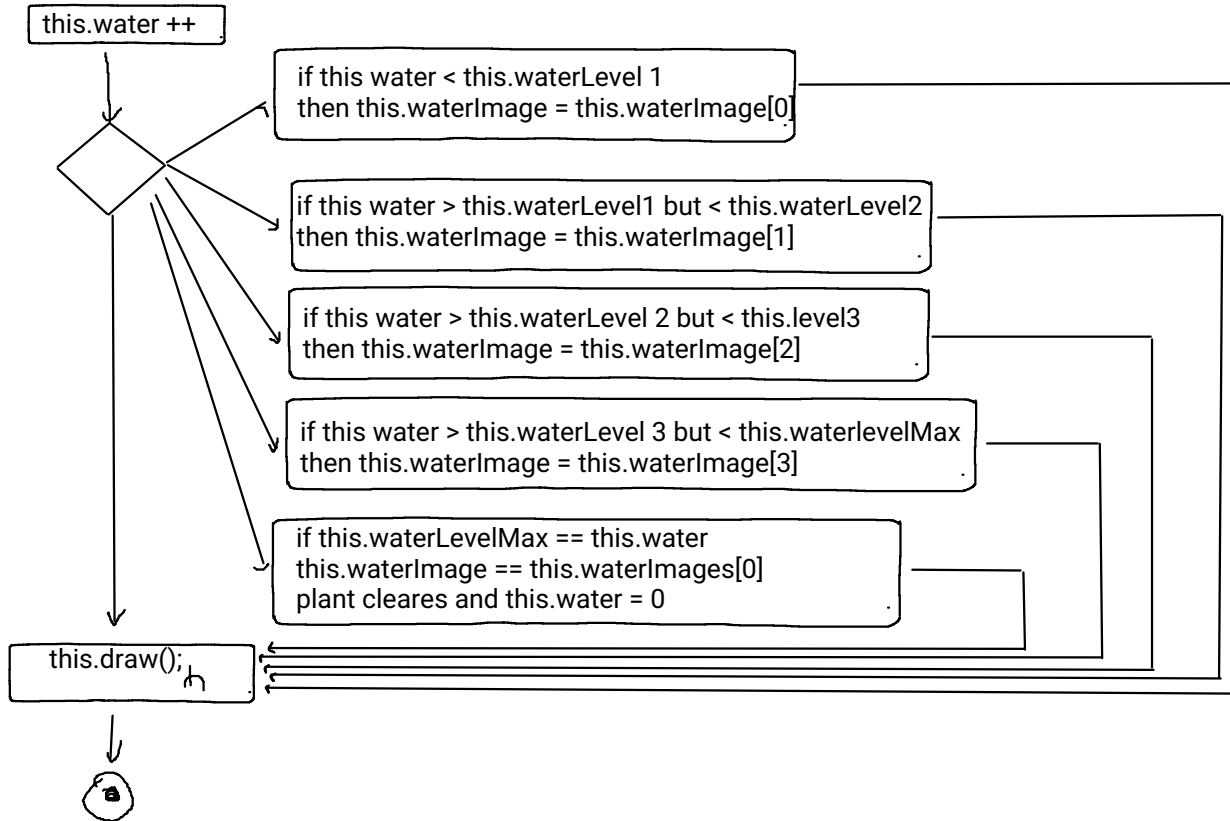 this.water ++
if this water < this.waterLevel 1
then this.waterImage = this.waterImage[0]
if this water > this.waterLevel1 but < this.waterLevel2
then this.waterImage = this.waterImage[1]
if this water > this.waterLevel 2 but < this.level3
then this.waterImage = this.waterImage[2]
if this water > this.waterLevel 3 but < this.waterlevelMax
then this.waterImage = this.waterImage[3]
if this.waterLevelMax == this.water
this.waterImage == this.waterImages[0]
plant cleares and this.water = 0
this.draw();